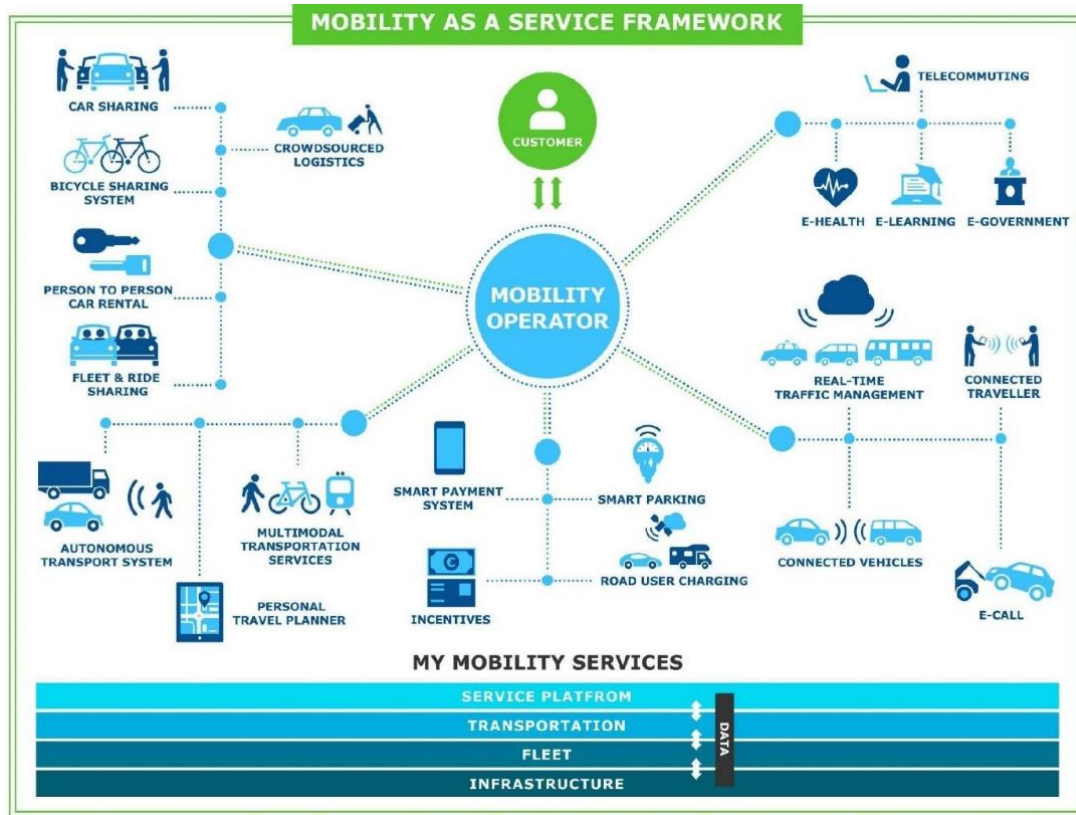 MOBILITY AS A SERVICE FRAMEWORK
CAR SHARING
CROWDSOURCED
LOGISTICS
BICYCLE SHARING
SYSTEM
PERSON TO PERSON
CAR RENTAL
FLEET & RIDE
SHARING
CUSTOMER
MOBILITY
OPERATOR
TELECOMMUTING
E-HEALTH
E-LEARNING
E-GOVERNMENT
REAL-TIME
TRAFFIC MANAGEMENT
CONNECTED
TRAVELLER
CONNECTED VEHICLES
E-CALL
AUTONOMOUS
TRANSPORT SYSTEM
PERSONAL
TRAVEL PLANNER
MULTIMODAL
TRANSPORTATION
SERVICES
SMART PAYMENT
SYSTEM
SMART PARKING
INCENTIVES
€
ROAD USER CHARGING
MY MOBILITY SERVICES
SERVICE PLATFROM
TRANSPORTATION
FLEET
INFRASTRUCTURE
DATA